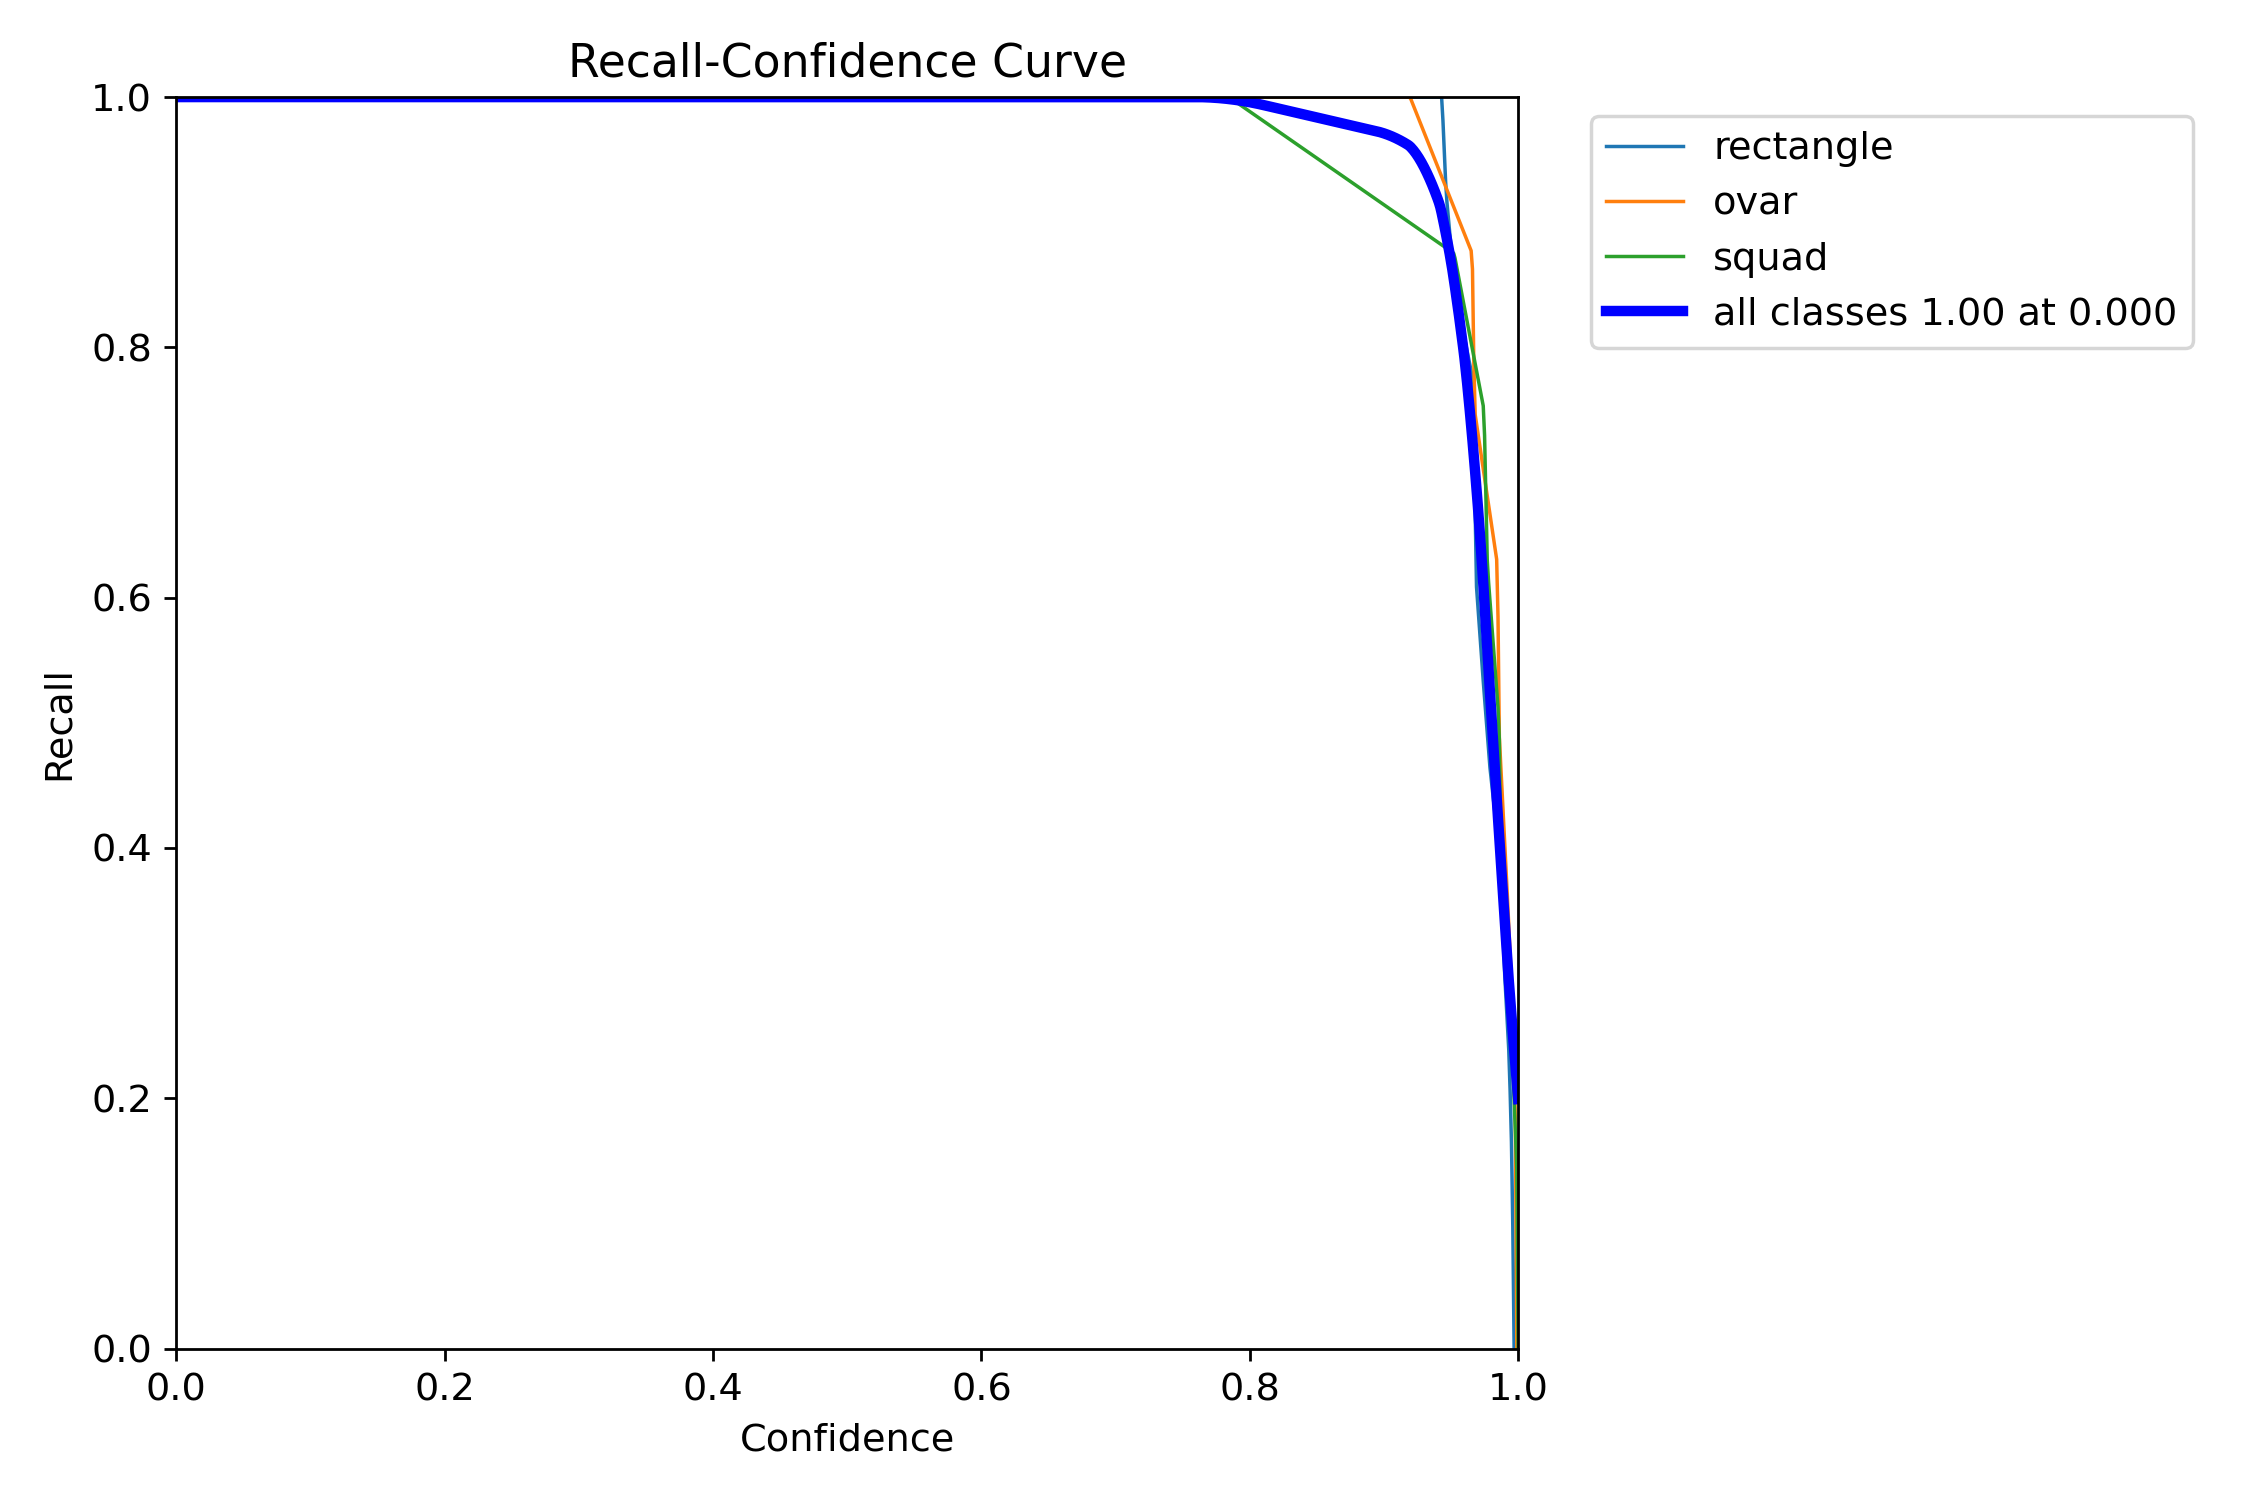 Recall-Confidence Curve
1.0
0.8
0.6
0.4
0.2
0.0
Recall
0.0 0.2 0.4 0.6 0.8 1.0
Confidence
rectangle
ovar
squad
all classes 1.00 at 0.000